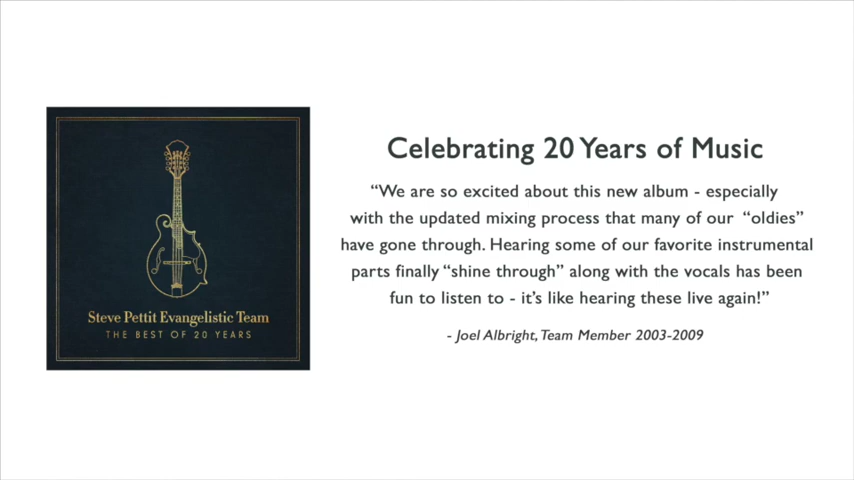 Steve Pettit Evangelistic Team
THE BEST OF 20 YEARS
Celebrating 20 Years of Music
“We are so excited about this new album - especially
with the updated mixing process that many of our “oldies”
have gone through. Hearing some of our favorite instrumental
parts finally “shine through” along with the vocals has been
fun to listen to - it’s like hearing these live again!”
- Joel Albright, Team Member 2003-2009